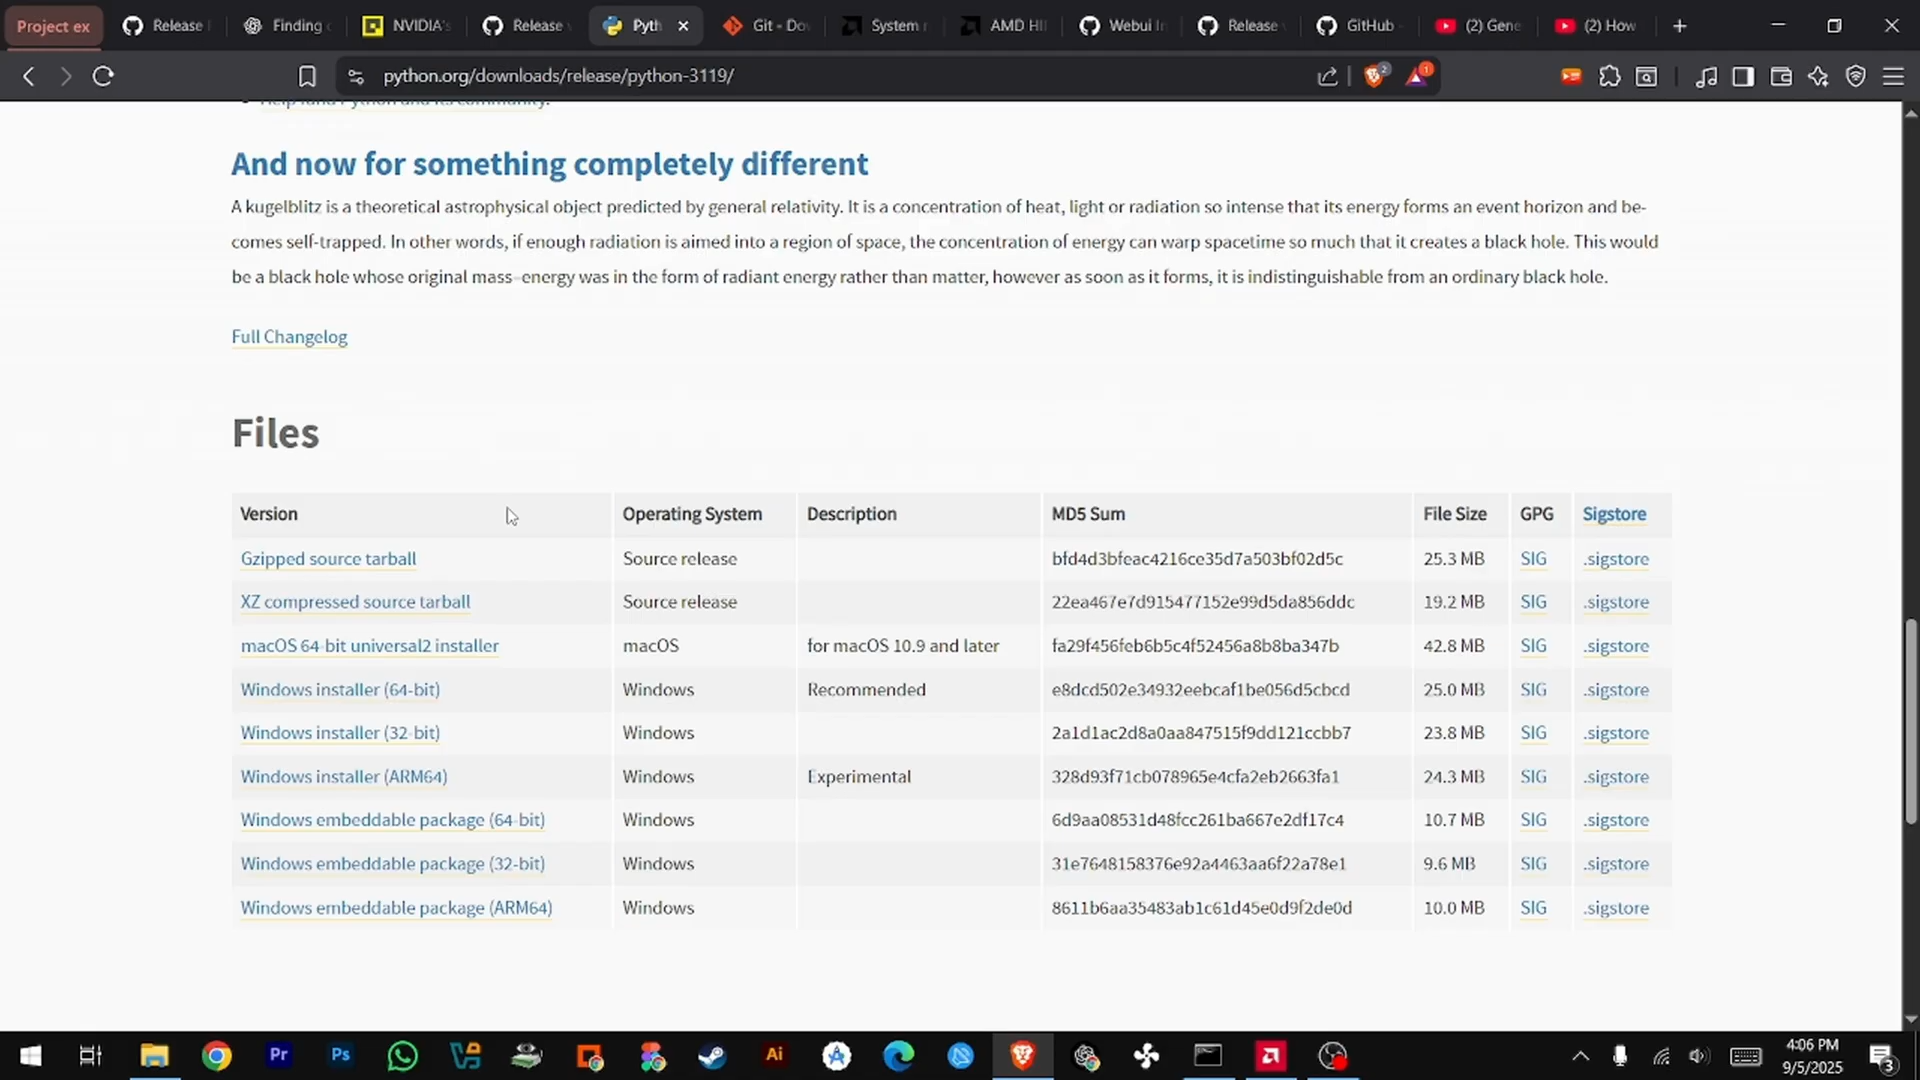 Project ex
Release
Finding
NVIDIA's
Release
Pyth
Git - Do
System r
AMD HI
Webui In
Release
GitHub
(2) Gene
(2) How
python.org/downloads/release/python-3119/
2
1
Help fund Python and its community.
And now for something completely different
A kugelblitz is a theoretical astrophysical object predicted by general relativity. It is a concentration of heat, light or radiation so intense that its energy forms an event horizon and be-
comes self-trapped. In other words, if enough radiation is aimed into a region of space, the concentration of energy can warp spacetime so much that it creates a black hole. This would
be a black hole whose original mass–energy was in the form of radiant energy rather than matter, however as soon as it forms, it is indistinguishable from an ordinary black hole.
Full Changelog
Files
Version Operating System Description MD5 Sum File Size GPG Sigstore
Gzipped source tarball Source release bfd4d3bfeac4216ce35d7a503bf02d5c 25.3 MB SIG .sigstore
XZ compressed source tarball Source release 22ea467e7d915477152e99d5da856ddc 19.2 MB SIG .sigstore
macOS 64-bit universal2 installer macOS for macOS 10.9 and later fa29f456feb6b5c4f52456a8b8ba347b 42.8 MB SIG .sigstore
Windows installer (64-bit) Windows Recommended e8dcd502e34932eebcaf1be056d5cbcd 25.0 MB SIG .sigstore
Windows installer (32-bit) Windows 2a1d1ac2d8a0aa847515f9dd121ccbb7 23.8 MB SIG .sigstore
Windows installer (ARM64) Windows Experimental 328d93f71cb078965e4cfa2eb2663fa1 24.3 MB SIG .sigstore
Windows embeddable package (64-bit) Windows 6d9aa08531d48fcc261ba667e2df17c4 10.7 MB SIG .sigstore
Windows embeddable package (32-bit) Windows 31e7648158376e92a4463aa6f22a78e1 9.6 MB SIG .sigstore
Windows embeddable package (ARM64) Windows 8611b6aa35483ab1c61d45e0d9f2de0d 10.0 MB SIG .sigstore
Pr
Ps
Ai
4:06 PM
9/5/2025
3